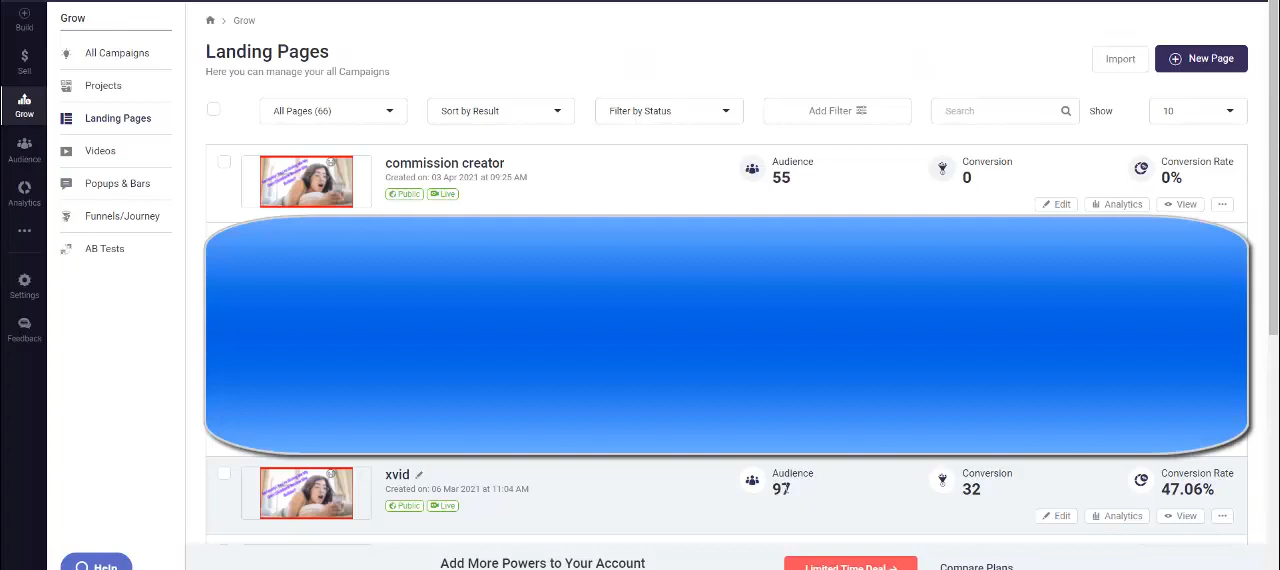 Build
Sell
Grow
Audience
Analytics
Settings
Feedback
Grow
All Campaigns
Projects
Landing Pages
Videos
Popups & Bars
Funnels/Journey
AB Tests
Help
Grow
Landing Pages
Here you can manage your all Campaigns
Import
New Page
All Pages (66)
Sort by Result
Filter by Status
Add Filter
Search
Show
10
commission creator
Created on: 03 Apr 2021 at 09:25 AM
Public
Live
Audience
55
Conversion
0
Conversion Rate
0%
Edit
Analytics
View
xvid
Created on: 06 Mar 2021 at 11:04 AM
Public
Live
Audience
97
Conversion
32
Conversion Rate
47.06%
Edit
Analytics
View
Add More Powers to Your Account
Limited Time Deal
Compare Plans